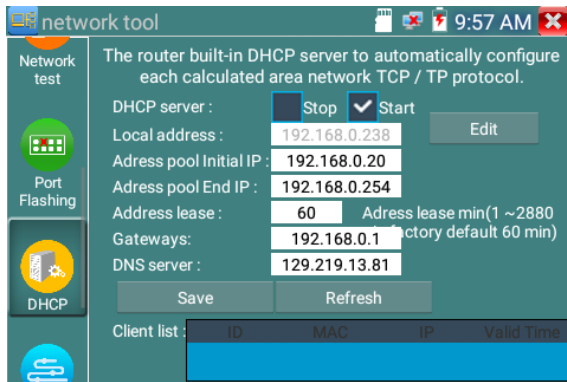 network tool
9:57 AM
Network
test
The router built-in DHCP server to automatically configure
each calculated area network TCP / TP protocol.
DHCP server :
Stop
Start
Local address :
192.168.0.238
Edit
Adress pool Initial IP :
192.168.0.20
Port
Flashing
Adress pool End IP :
192.168.0.254
Address lease :
60
Adress lease min(1 ~2880
factory default 60 min)
Gateways:
192.168.0.1
DNS server :
129.219.13.81
DHCP
Save
Refresh
Client list :
ID
MAC
IP
Valid Time.